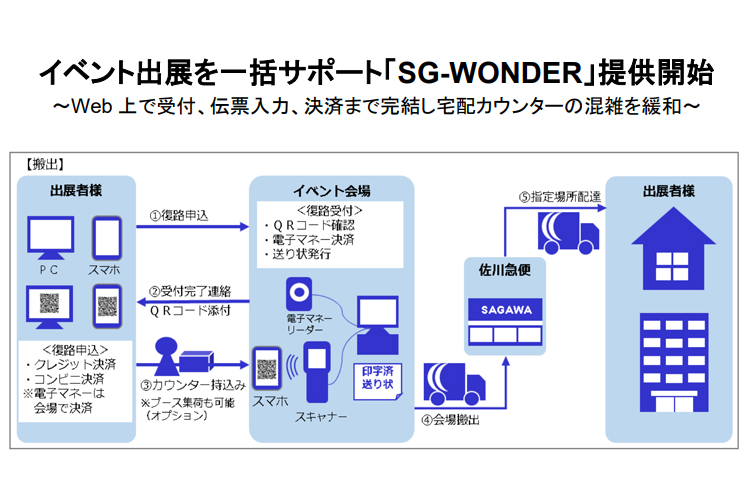 イベント出展を一括サポート「SG-WONDER」提供開始
～Web 上で受付、伝票入力、決済まで完結し宅配カウンターの混雑を緩和～
【搬出】
出展者様
PC
スマホ
＜復路申込＞
・クレジット決済
・コンビニ決済
※電子マネーは
会場で決済
①復路申込
②受付完了連絡
ＱＲコード添付
③カウンター持込み
※ブース集荷も可能
（オプション）
イベント会場
＜復路受付＞
・ＱＲコード確認
・電子マネー決済
・送り状発行
電子マネー
リーダー
スマホ
スキャナー
印字済
送り状
④会場搬出
佐川急便
SAGAWA
⑤指定場所配達
出展者様